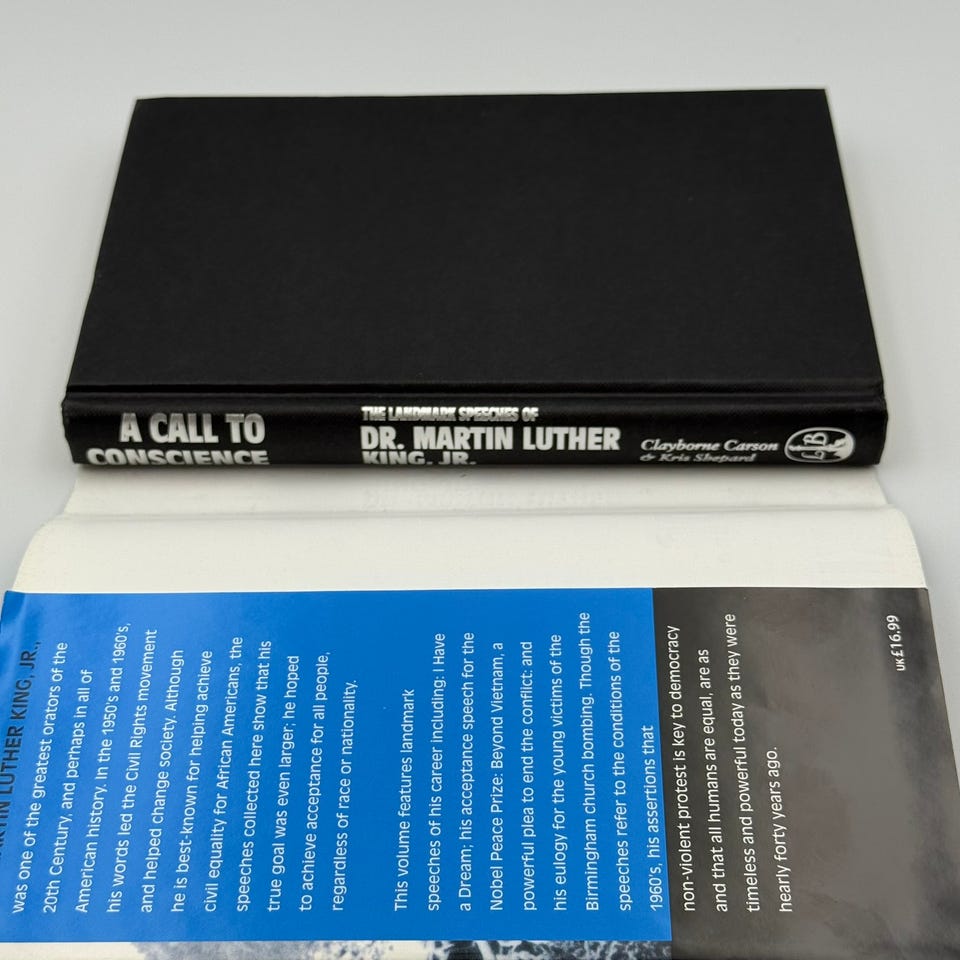 A CALL TO
CONSCIENCE
THE LANDMARK SPEECHES OF
DR. MARTIN LUTHER
KING, JR.
Clayborne Carson
& Kris Shepard
LB
LUTHER KING, JR.,
was one of the greatest orators of the
20th Century, and perhaps in all of
American history. In the 1950's and 1960's,
his words led the Civil Rights movement
and helped change society. Although
he is best-known for helping achieve
civil equality for African Americans, the
speeches collected here show that his
true goal was even larger; he hoped
to achieve acceptance for all people,
regardless of race or nationality.
This volume features landmark
speeches of his career including: I Have
a Dream; his acceptance speech for the
Nobel Peace Prize: Beyond Vietnam, a
powerful plea to end the conflict: and
his eulogy for the young victims of the
Birmingham church bombing. Though the
speeches refer to the conditions of the
1960's, his assertions that
non-violent protest is key to democracy
and that all humans are equal, are as
timeless and powerful today as they were
hearly forty years ago.
UK £16.99